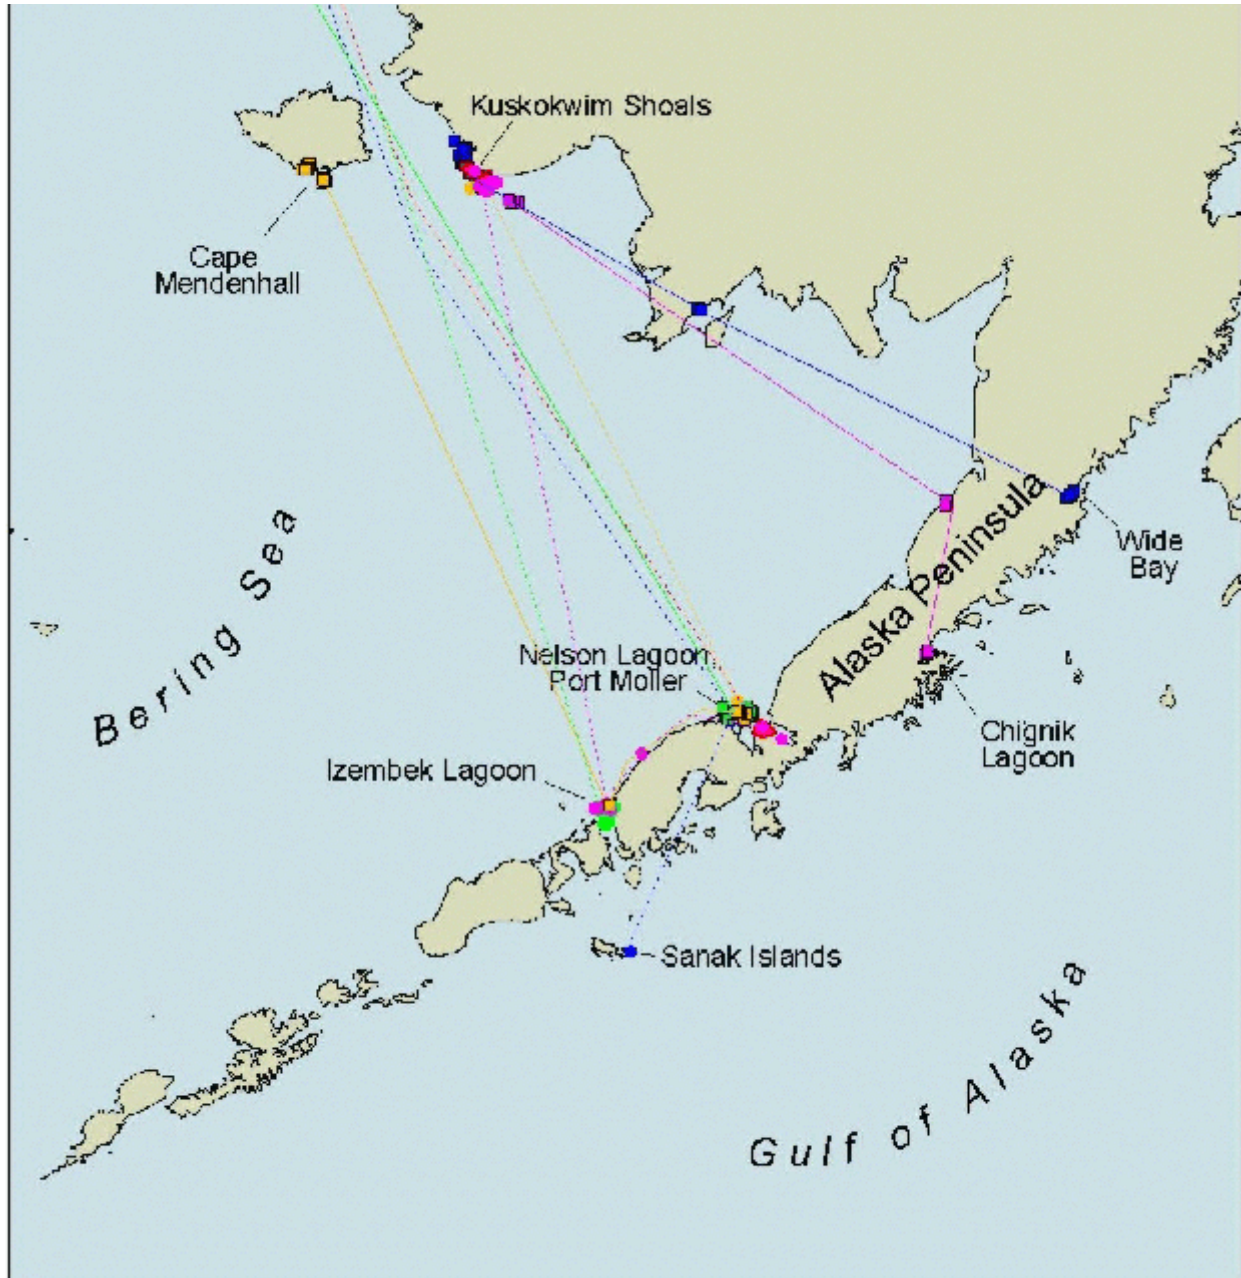 Kuskokwim Shoals
Cape
Mendenhall
Bering Sea
Alaska Peninsula
Wide
Bay
Nelson Lagoon
Port Moller
Chignik
Lagoon
Izembek Lagoon
Sanak Islands
Gulf of Alaska